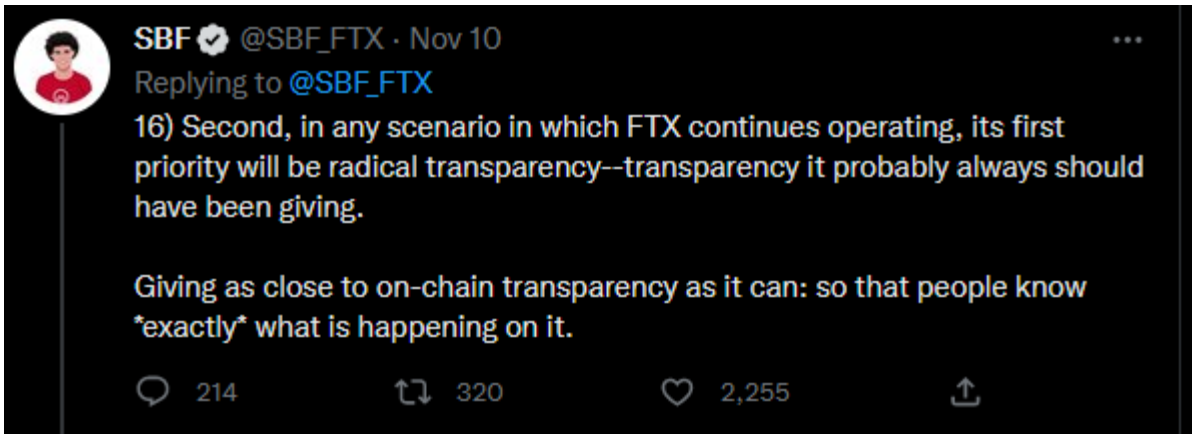 SBF @SBF_FTX · Nov 10
Replying to @SBF_FTX
16) Second, in any scenario in which FTX continues operating, its first
priority will be radical transparency--transparency it probably always should
have been giving.
Giving as close to on-chain transparency as it can: so that people know
*exactly* what is happening on it.
214 320 2,255